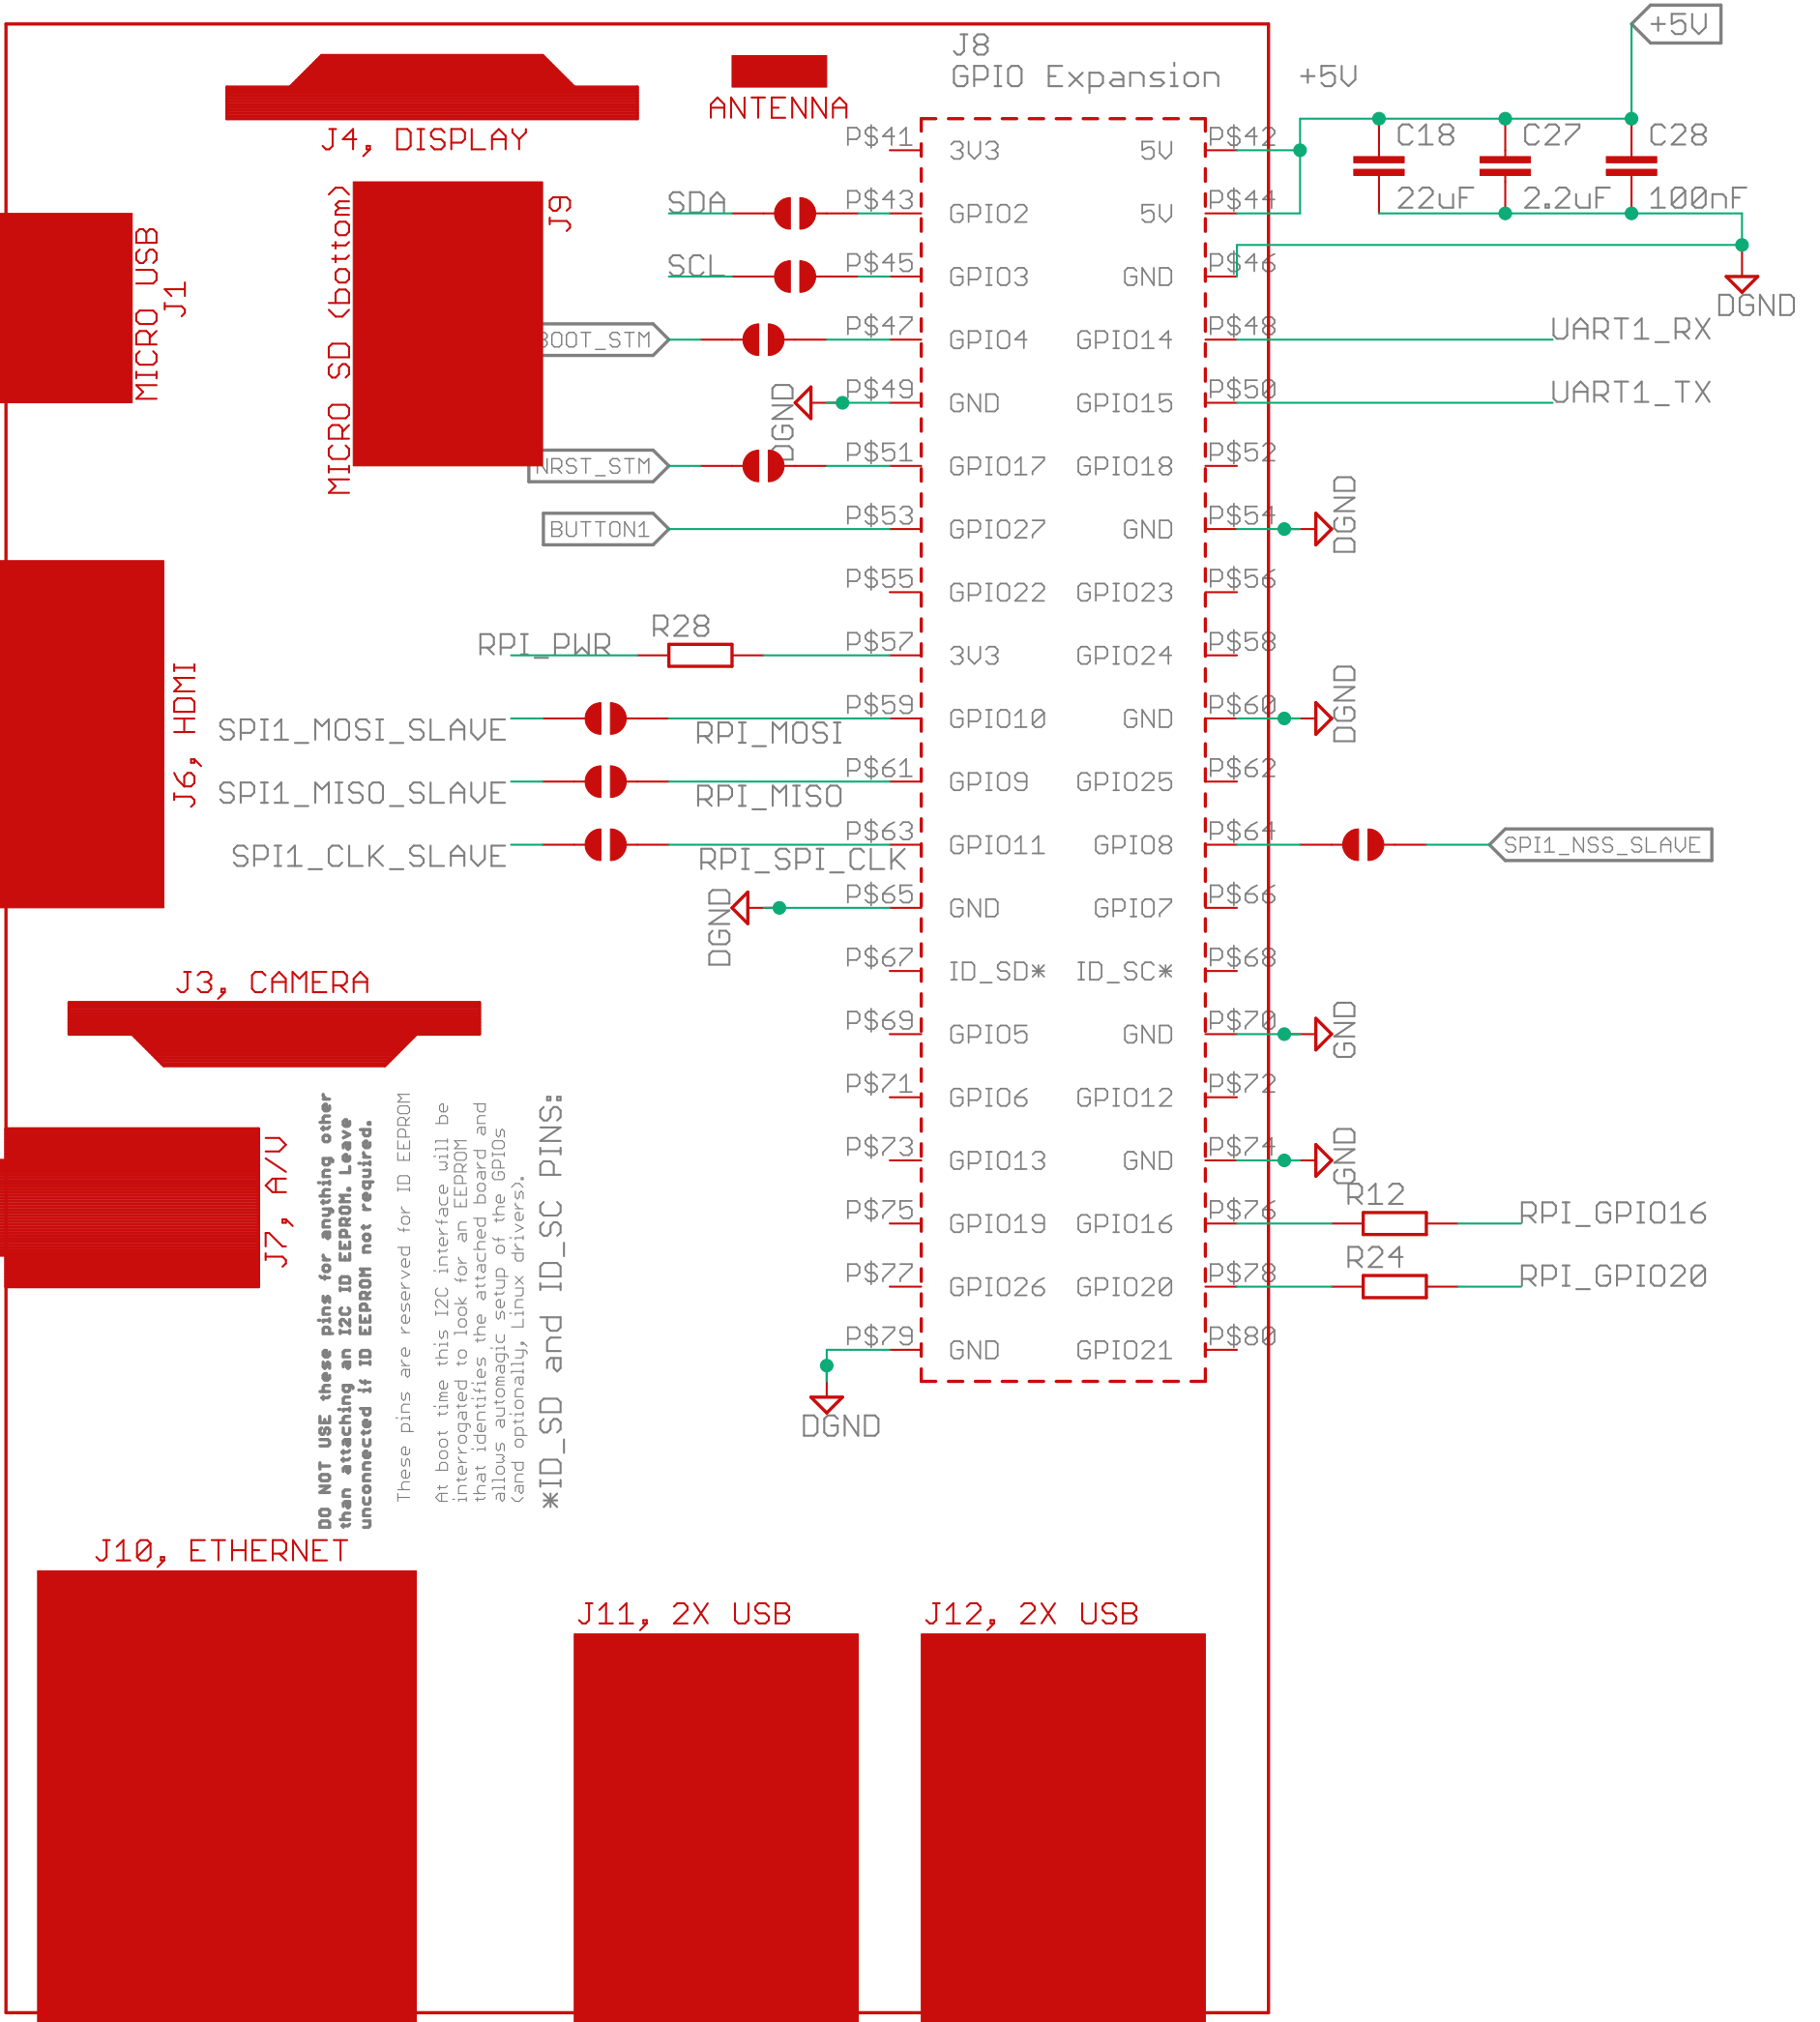 +5V
J8
GPIO Expansion
+5V
ANTENNA
J4, DISPLAY
C18
C27
C28
22uF
2.2uF
100nF
DGND
MICRO USB
J1
MICRO SD (bottom)
J9
P$41
3V3
5V
P$42
SDA
P$43
GPIO2
5V
P$44
SCL
P$45
GPIO3
GND
P$46
BOOT_STM
P$47
GPIO4
GPIO14
P$48
UART1_RX
DGND
P$49
GND
GPIO15
P$50
UART1_TX
NRST_STM
P$51
GPIO17
GPIO18
P$52
BUTTON1
P$53
GPIO27
GND
P$54
DGND
P$55
GPIO22
GPIO23
P$56
RPI_PWR
R28
P$57
3V3
GPIO24
P$58
J6, HDMI
SPI1_MOSI_SLAVE
RPI_MOSI
P$59
GPIO10
GND
P$60
DGND
SPI1_MISO_SLAVE
RPI_MISO
P$61
GPIO9
GPIO25
P$62
SPI1_CLK_SLAVE
RPI_SPI_CLK
P$63
GPIO11
GPIO8
P$64
SPI1_NSS_SLAVE
DGND
P$65
GND
GPIO7
P$66
J3, CAMERA
P$67
ID_SD*
ID_SC*
P$68
P$69
GPIO5
GND
P$70
GND
P$71
GPIO6
GPIO12
P$72
P$73
GPIO13
GND
P$74
GND
P$75
GPIO19
GPIO16
P$76
R12
RPI_GPIO16
P$77
GPIO26
GPIO20
P$78
R24
RPI_GPIO20
P$79
GND
GPIO21
P$80
DGND
J7, A/V
DO NOT USE these pins for anything other
than attaching an I2C ID EEPROM. Leave
unconnected if ID EEPROM not required.
These pins are reserved for ID EEPROM
At boot time this I2C interface will be
interrogated to look for an EEPROM
that identifies the attached board and
allows automagic setup of the GPIOs
(and optionally, Linux drivers).
*ID_SD and ID_SC PINS:
J10, ETHERNET
J11, 2X USB
J12, 2X USB